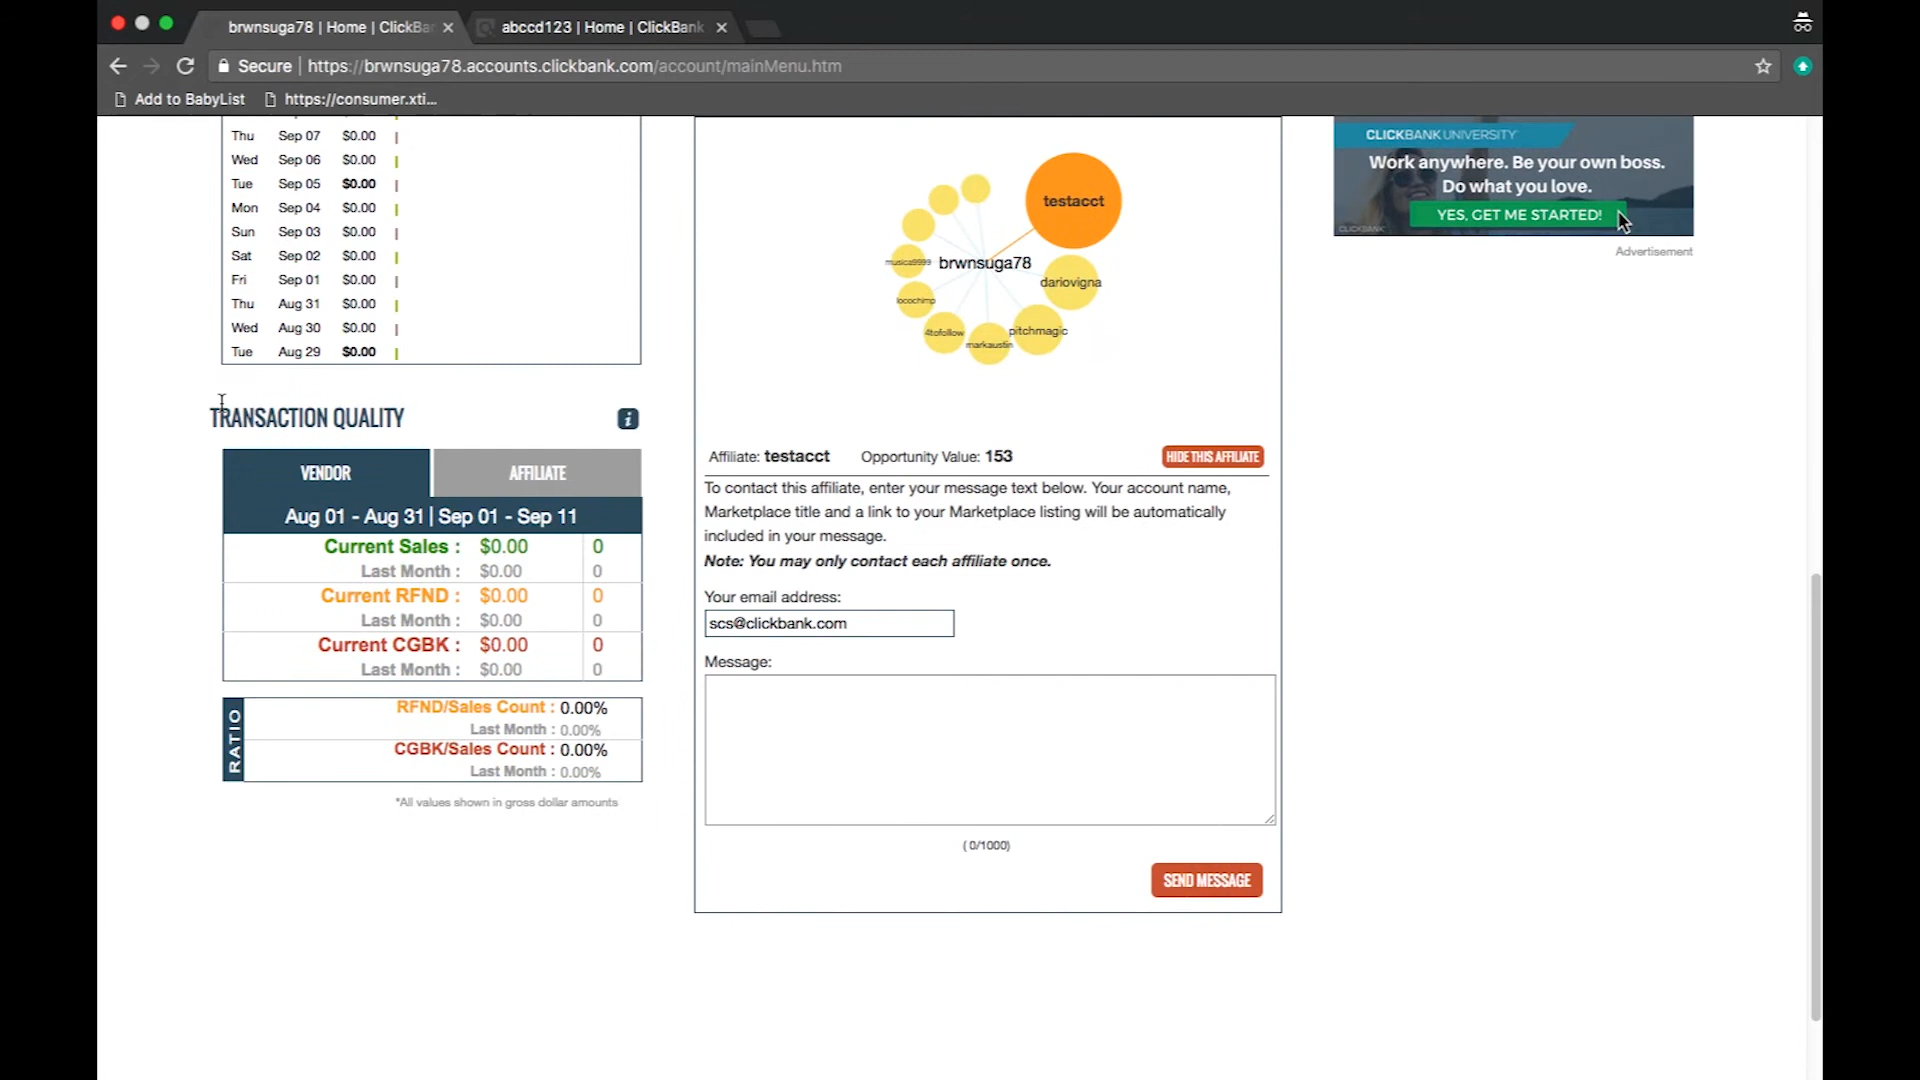 brwnsuga78 | Home | ClickBa
abccd123 | Home | ClickBank
Secure | https://brwnsuga78.accounts.clickbank.com/account/mainMenu.htm
Add to BabyList
https://consumer.xti...
Thu Sep 07 $0.00
Wed Sep 06 $0.00
Tue Sep 05 $0.00
Mon Sep 04 $0.00
Sun Sep 03 $0.00
Sat Sep 02 $0.00
Fri Sep 01 $0.00
Thu Aug 31 $0.00
Wed Aug 30 $0.00
Tue Aug 29 $0.00
TRANSACTION QUALITY
i
VENDOR
AFFILIATE
Aug 01 - Aug 31 | Sep 01 - Sep 11
Current Sales : $0.00 0
Last Month : $0.00 0
Current RFND : $0.00 0
Last Month : $0.00 0
Current CGBK : $0.00 0
Last Month : $0.00 0
RATIO
RFND/Sales Count : 0.00%
Last Month : 0.00%
CGBK/Sales Count : 0.00%
Last Month : 0.00%
*All values shown in gross dollar amounts
testacct
musica9999
brwnsuga78
dariovigna
locochimp
4tofollow
markaustin
pitchmagic
Affiliate: testacct
Opportunity Value: 153
HIDE THIS AFFILIATE
To contact this affiliate, enter your message text below. Your account name,
Marketplace title and a link to your Marketplace listing will be automatically
included in your message.
Note: You may only contact each affiliate once.
Your email address:
scs@clickbank.com
Message:
( 0/1000)
SEND MESSAGE
CLICKBANK UNIVERSITY
Work anywhere. Be your own boss.
Do what you love.
YES, GET ME STARTED!
CLICKBANK
Advertisement